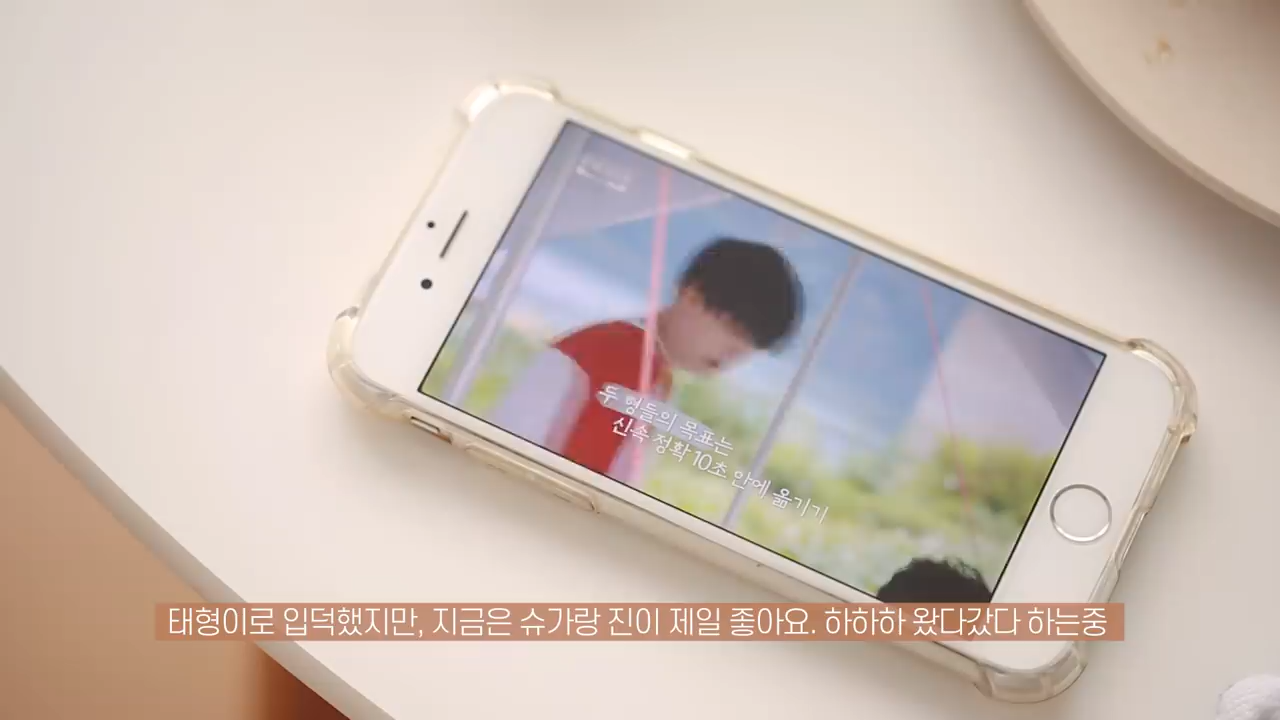 두 형들의 목표는
신속 정확 10초 안에 옮기기
태형이로 입덕했지만, 지금은 슈가랑 진이 제일 좋아요. 하하하 왔다갔다 하는중